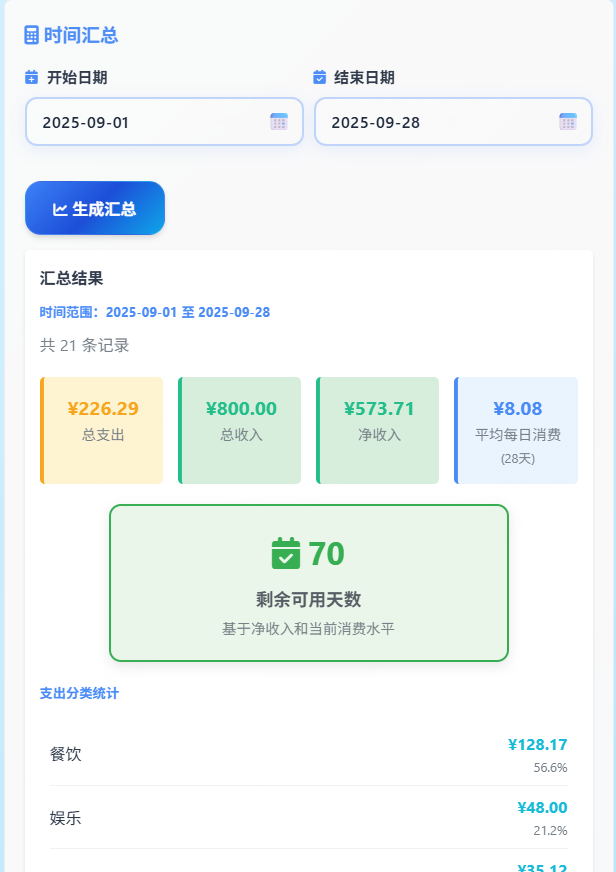 时间汇总
开始日期
结束日期
2025-09-01
2025-09-28
生成汇总
汇总结果
时间范围：2025-09-01 至 2025-09-28
共 21 条记录
¥226.29
总支出
¥800.00
总收入
¥573.71
净收入
¥8.08
平均每日消费
(28天)
70
剩余可用天数
基于净收入和当前消费水平
支出分类统计
餐饮
¥128.17
56.6%
娱乐
¥48.00
21.2%
¥35.12